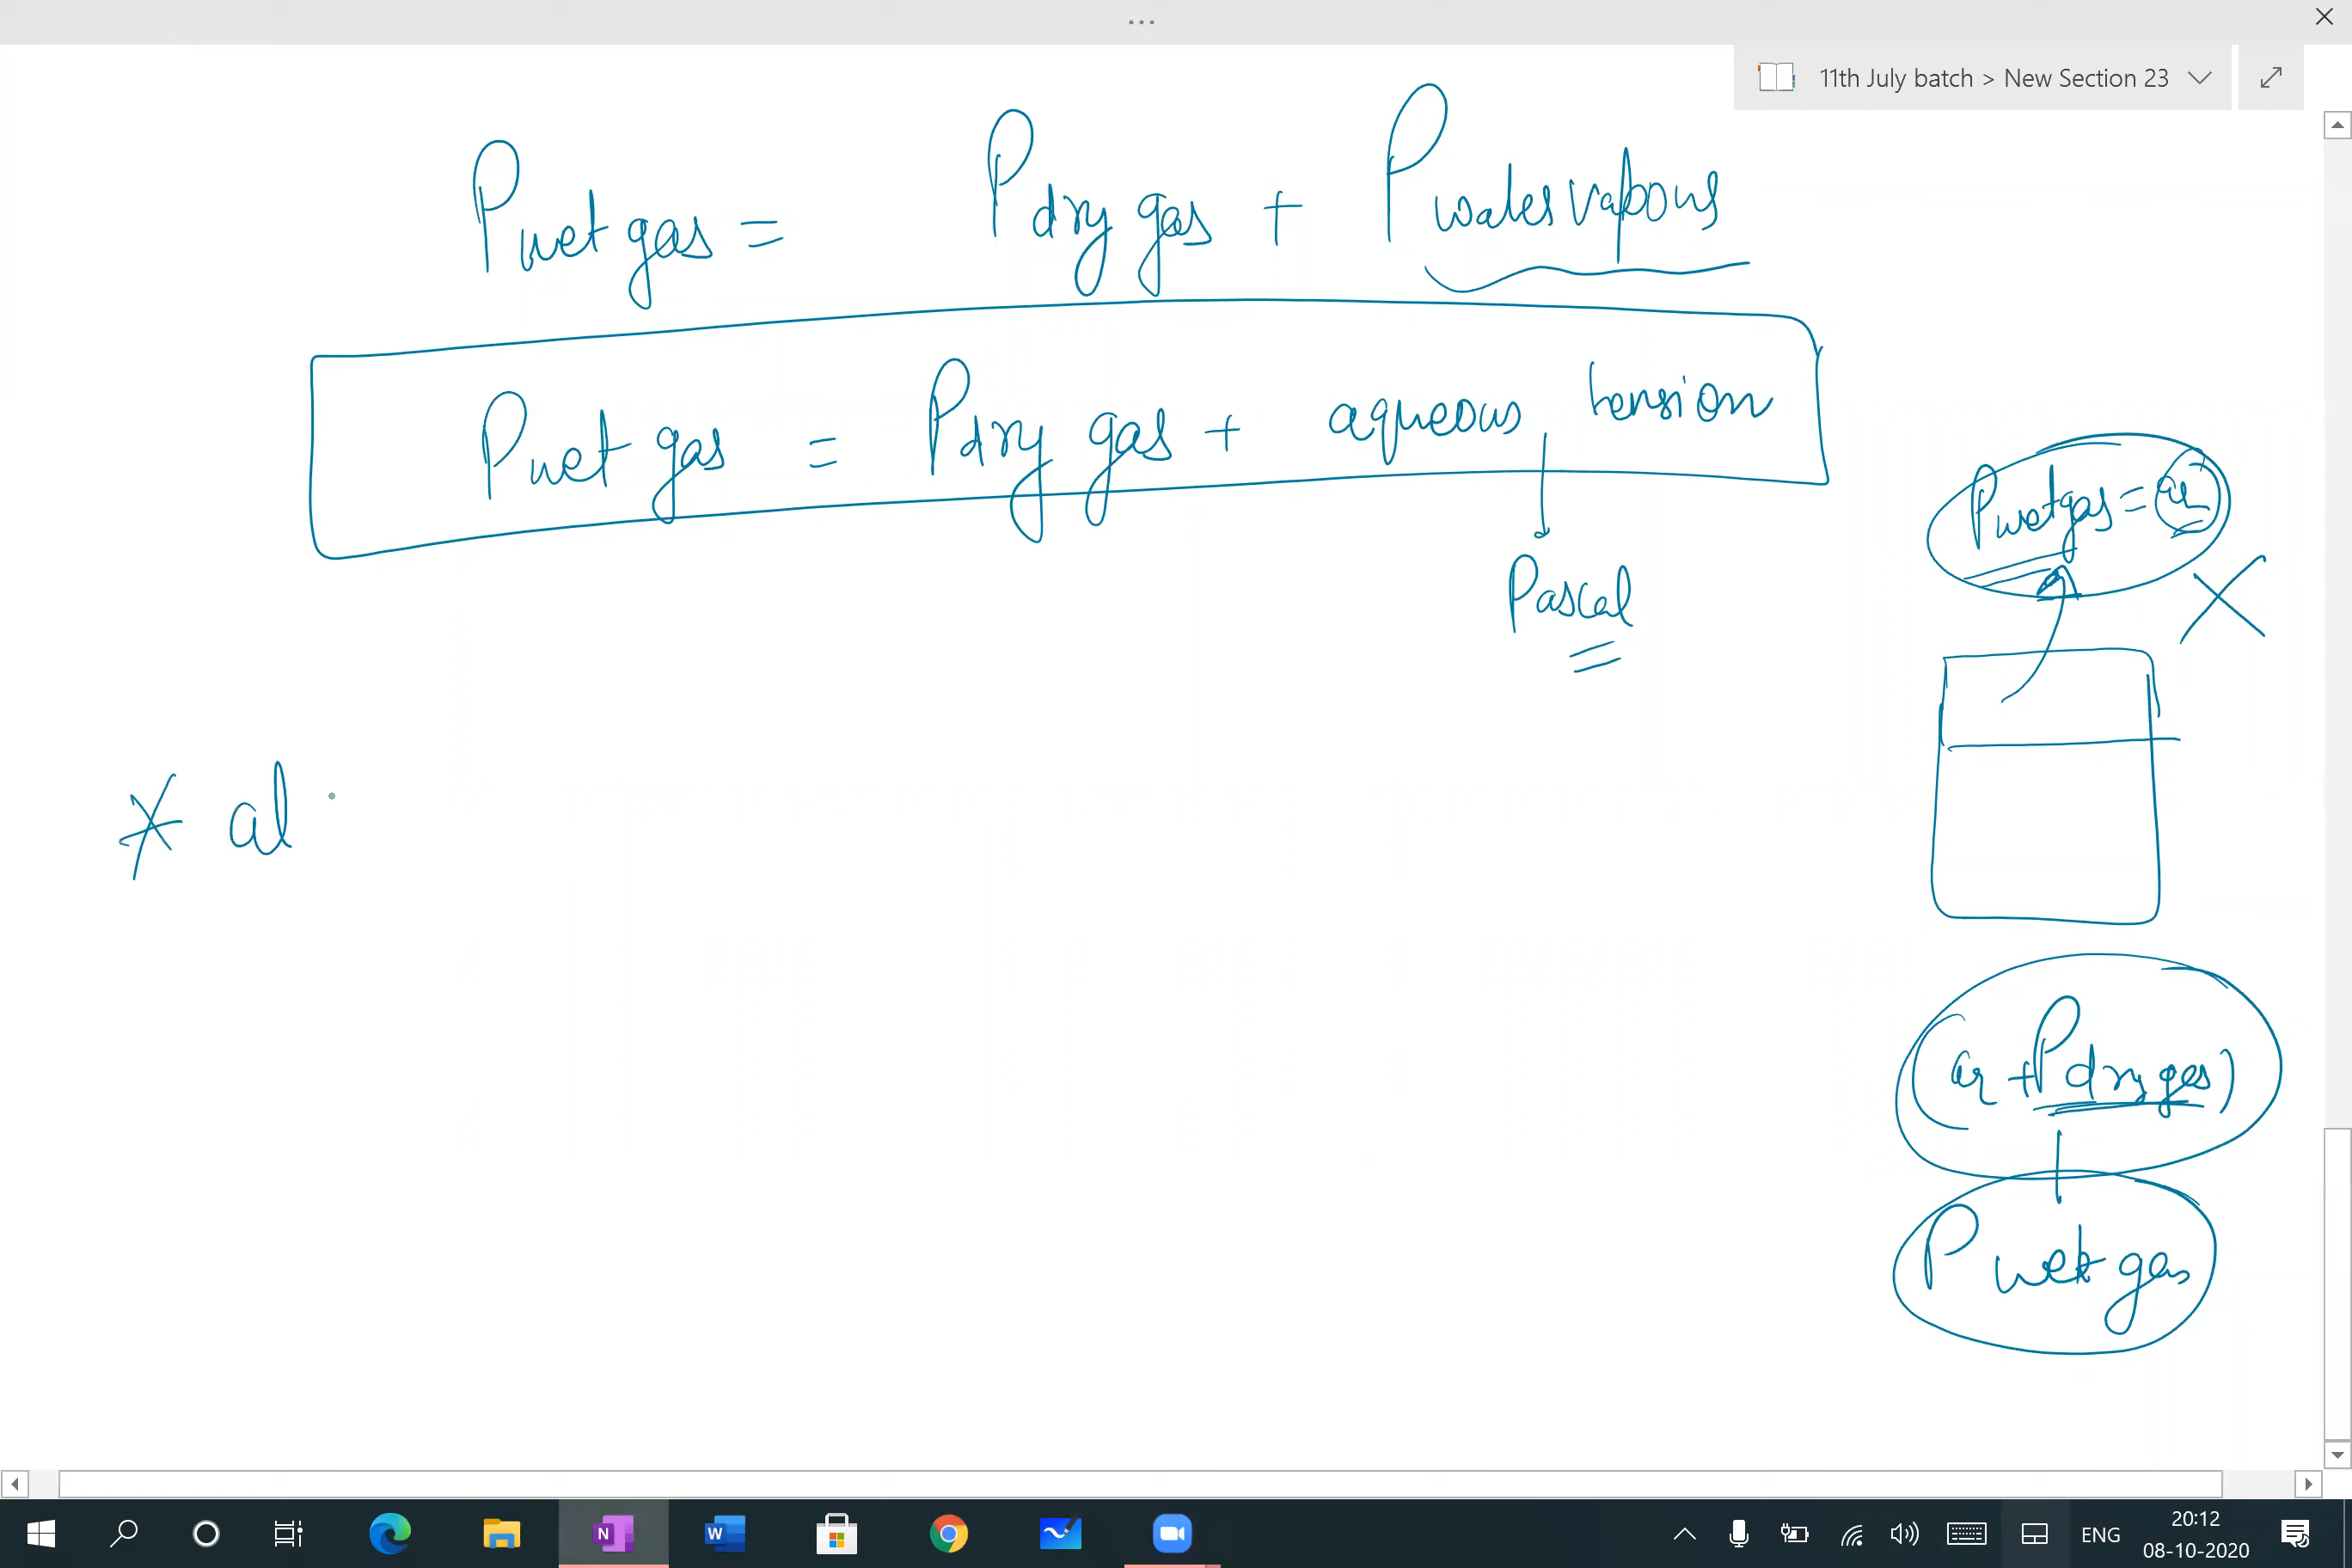 11th July batch > New Section 23
P wet gas = P dry gas + P water vapours
P wet gas = P dry gas + aqueous tension
Pascal
P wet gas =
* al
+ P dry gas)
P wet gas
ENG
20:12
08-10-2020